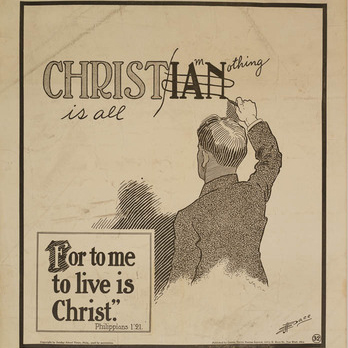 CHRISTIAN
m othing
is all
For to me
to live is
Christ."
Philippians 1:21.